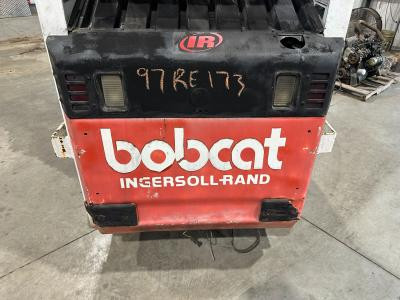 IR
97RE173
bobcat
INGERSOLL-RAND